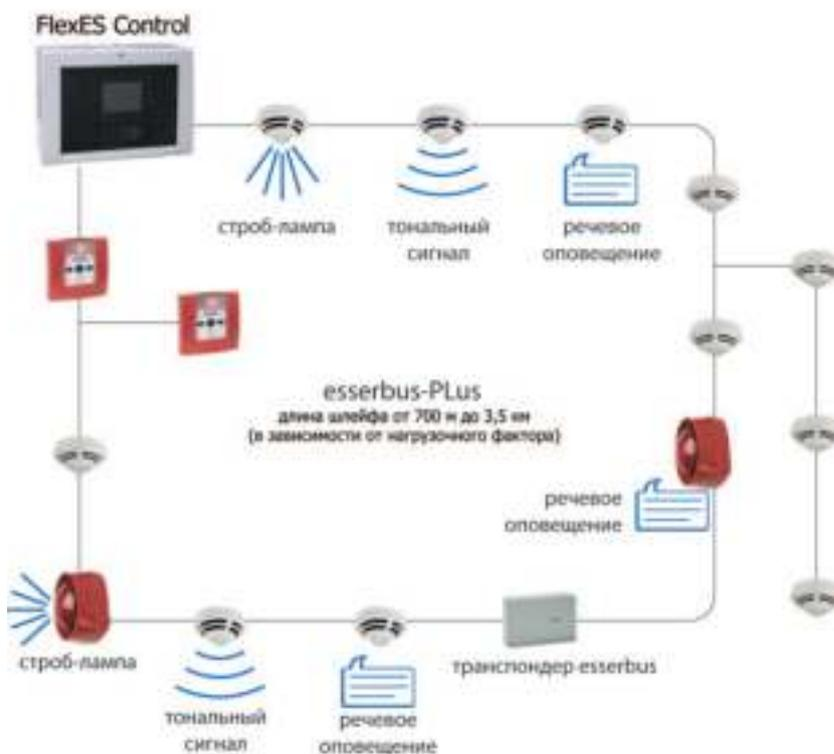 FlexES Control
строб-лампа
тональный
сигнал
речевое
оповещение
esserbus-PLus
длина шлейфа от 700 м до 3,5 км
(в зависимости от нагрузочного фактора)
речевое
оповещение
строб-лампа
транспондер esserbus
тональный
сигнал
речевое
оповещение